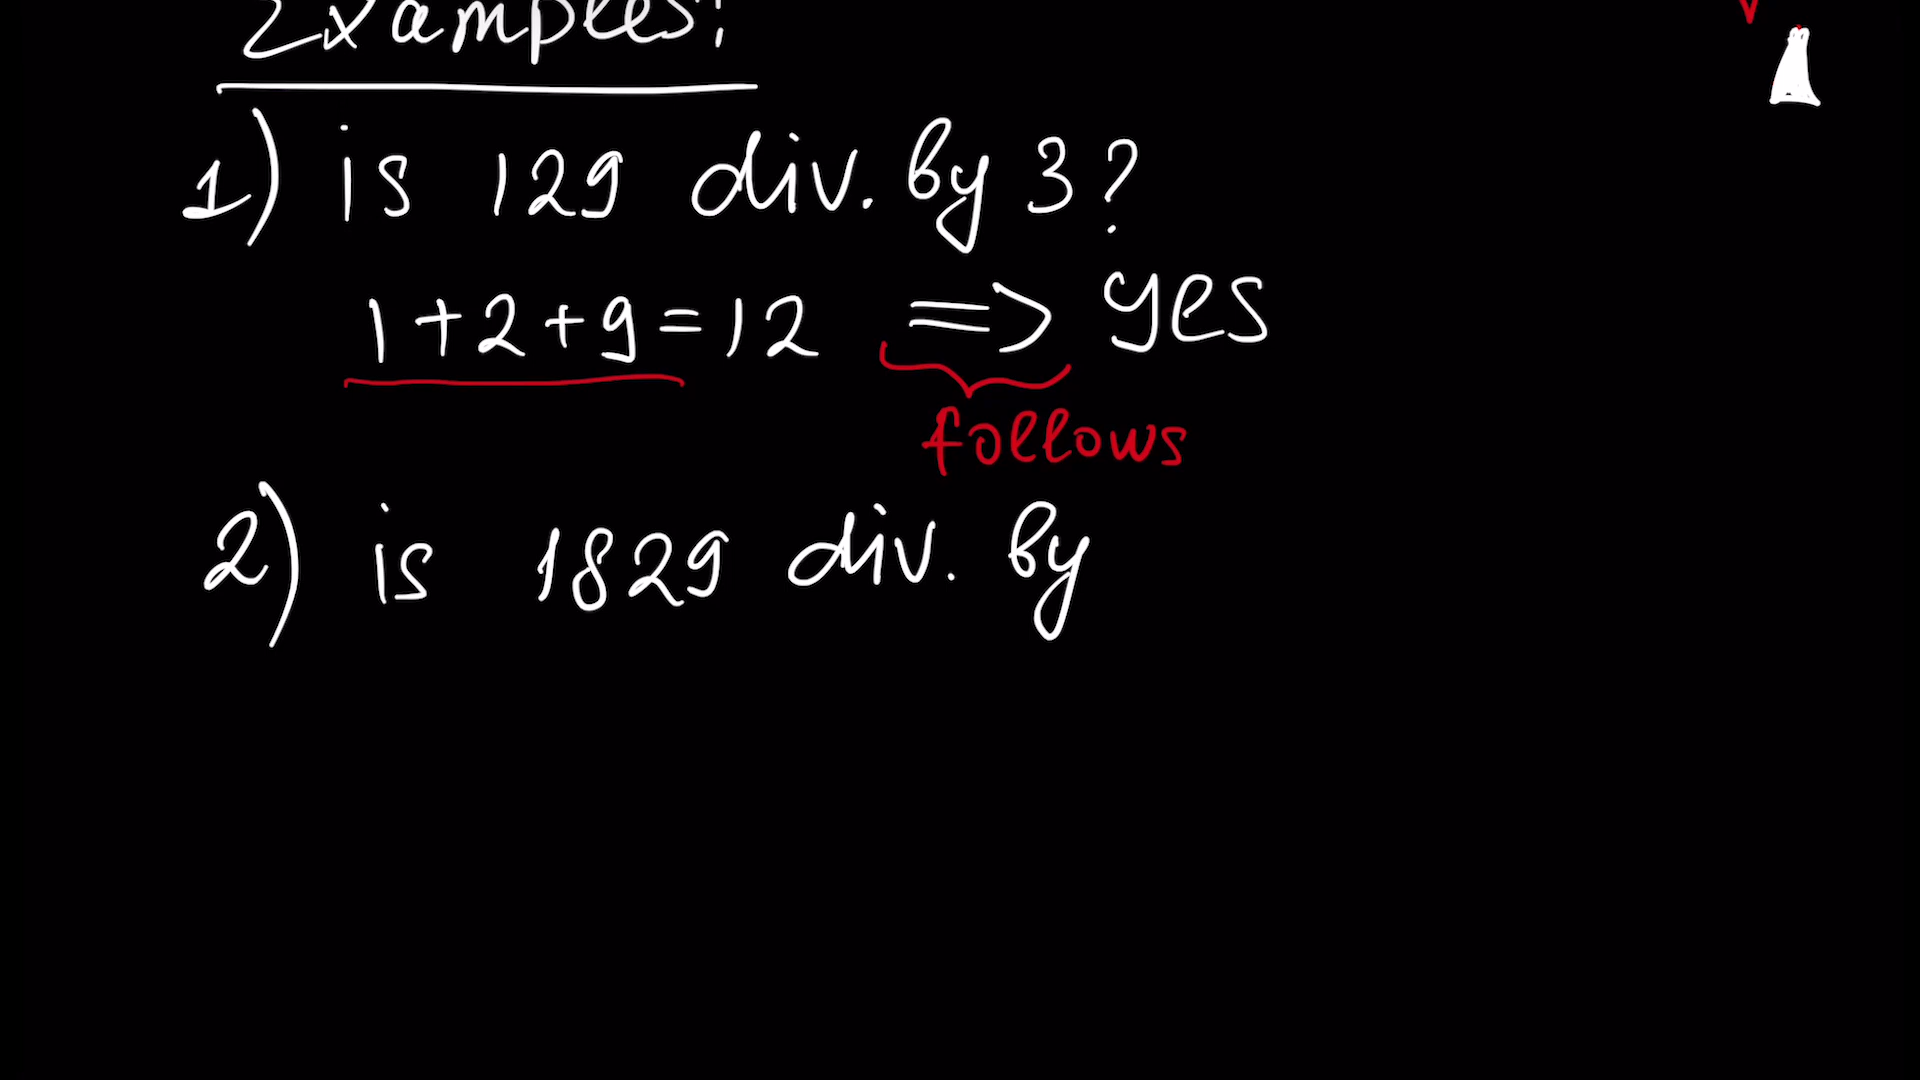 Examples:
1) is 129 div. by 3?
1+2+9=12 => yes
follows
2) is 1829 div. by